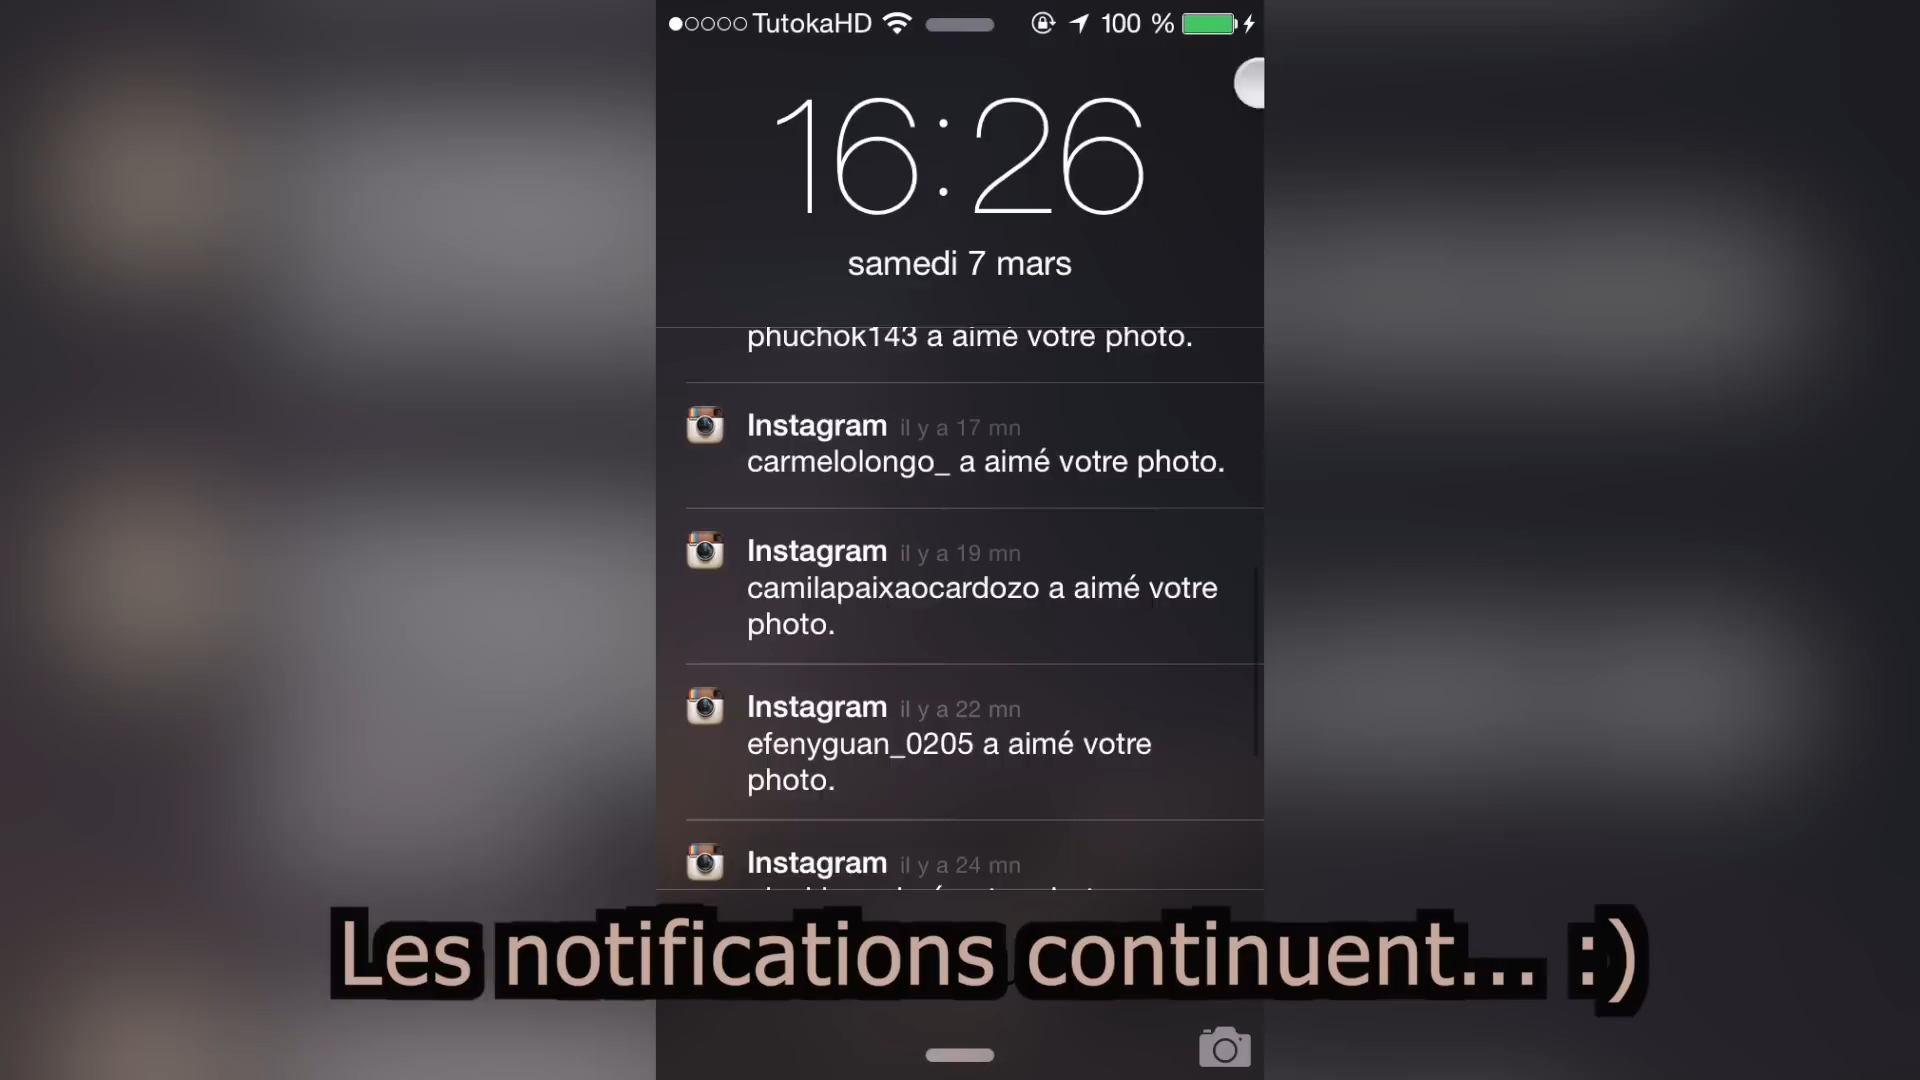 TutokaHD 100 %
16:26
samedi 7 mars
phuchok143 a aimé votre photo.
Instagram il y a 17 mn
carmelolongo_ a aimé votre photo.
Instagram il y a 19 mn
camilapaixaocardozo a aimé votre
photo.
Instagram il y a 22 mn
efenyguan_0205 a aimé votre
photo.
Instagram il y a 24 mn
Les notifications continuent... :)